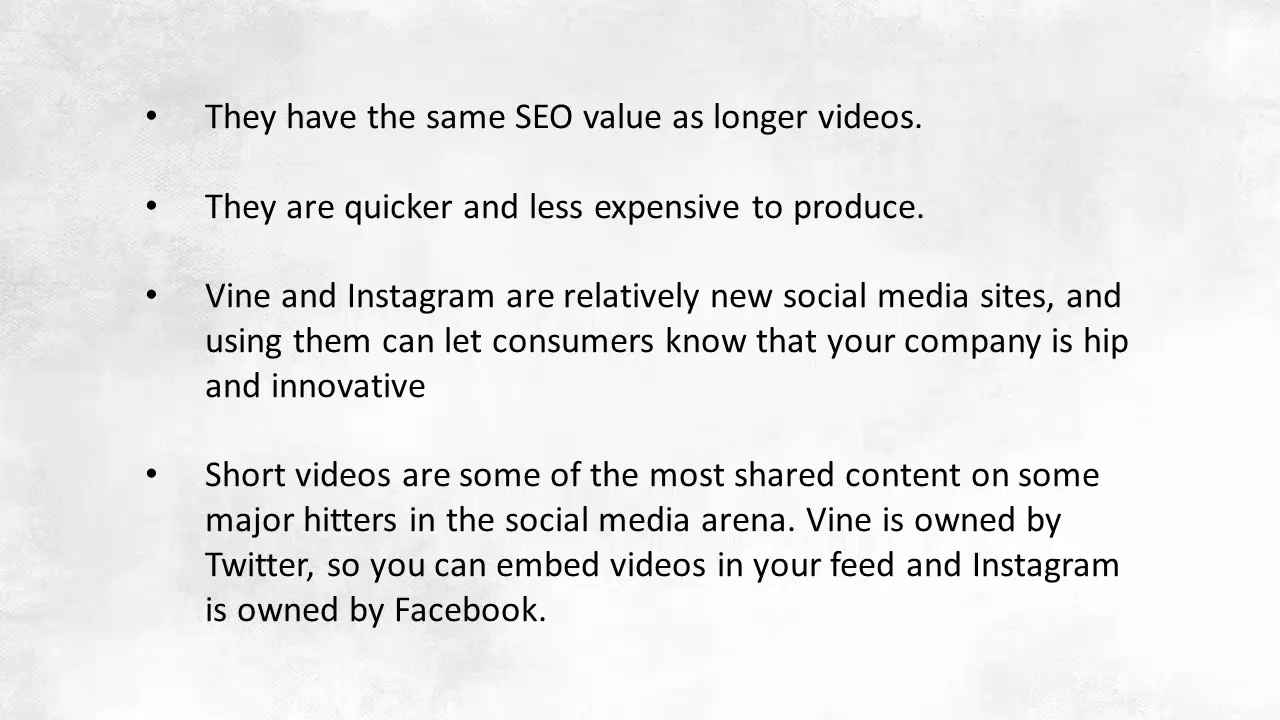 • They have the same SEO value as longer videos.
• They are quicker and less expensive to produce.
• Vine and Instagram are relatively new social media sites, and
using them can let consumers know that your company is hip
and innovative
• Short videos are some of the most shared content on some
major hitters in the social media arena. Vine is owned by
Twitter, so you can embed videos in your feed and Instagram
is owned by Facebook.